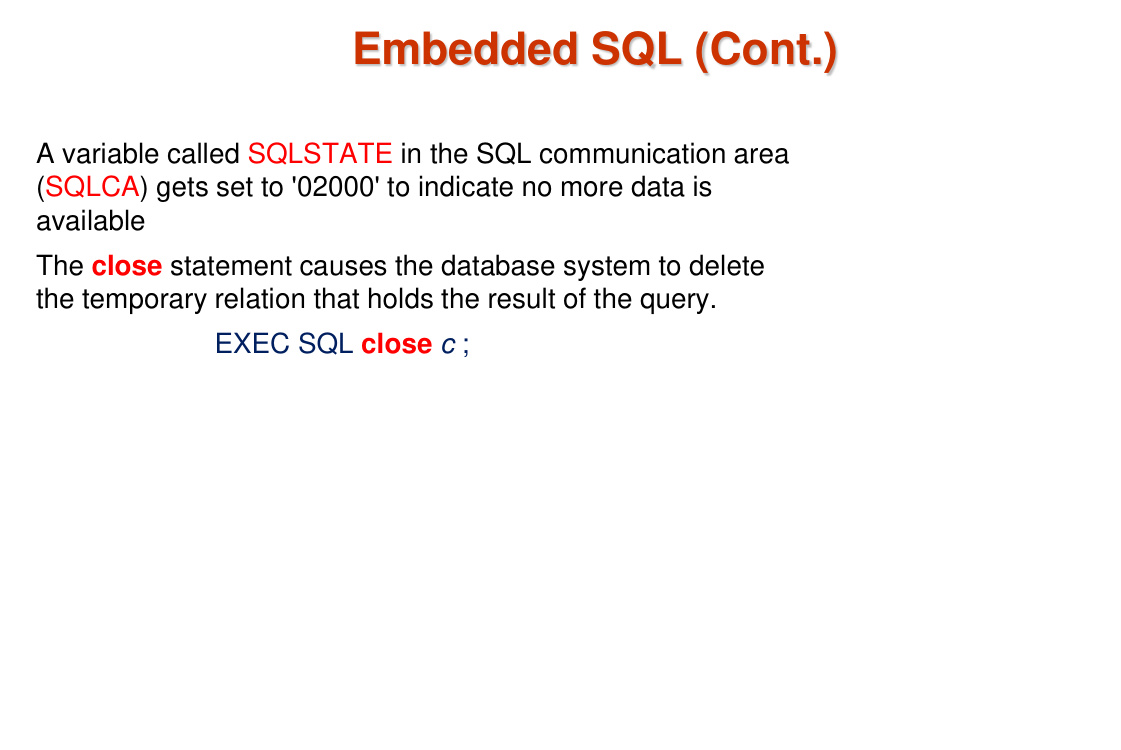 Embedded SQL (Cont.)
A variable called SQLSTATE in the SQL communication area
(SQLCA) gets set to '02000' to indicate no more data is
available
The close statement causes the database system to delete
the temporary relation that holds the result of the query.
EXEC SQL close c ;